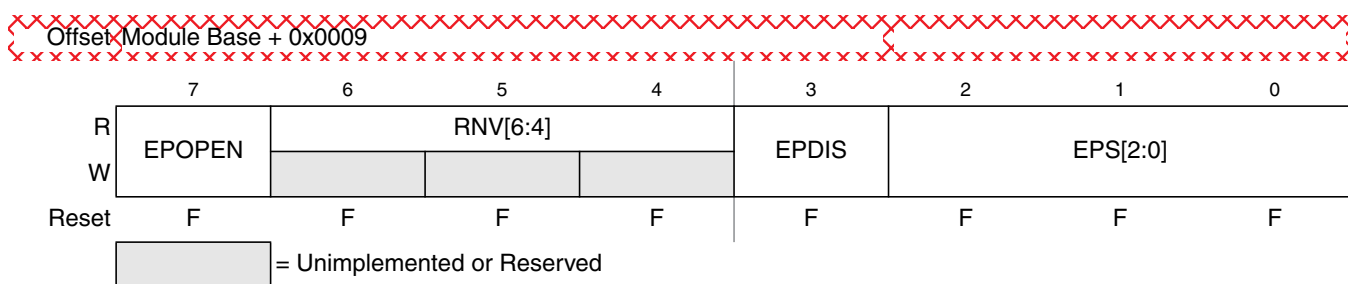 Offset Module Base + 0x0009
7 6 5 4 3 2 1 0
R EPOPEN RNV[6:4] EPDIS EPS[2:0]
W
Reset F F F F F F F F
= Unimplemented or Reserved